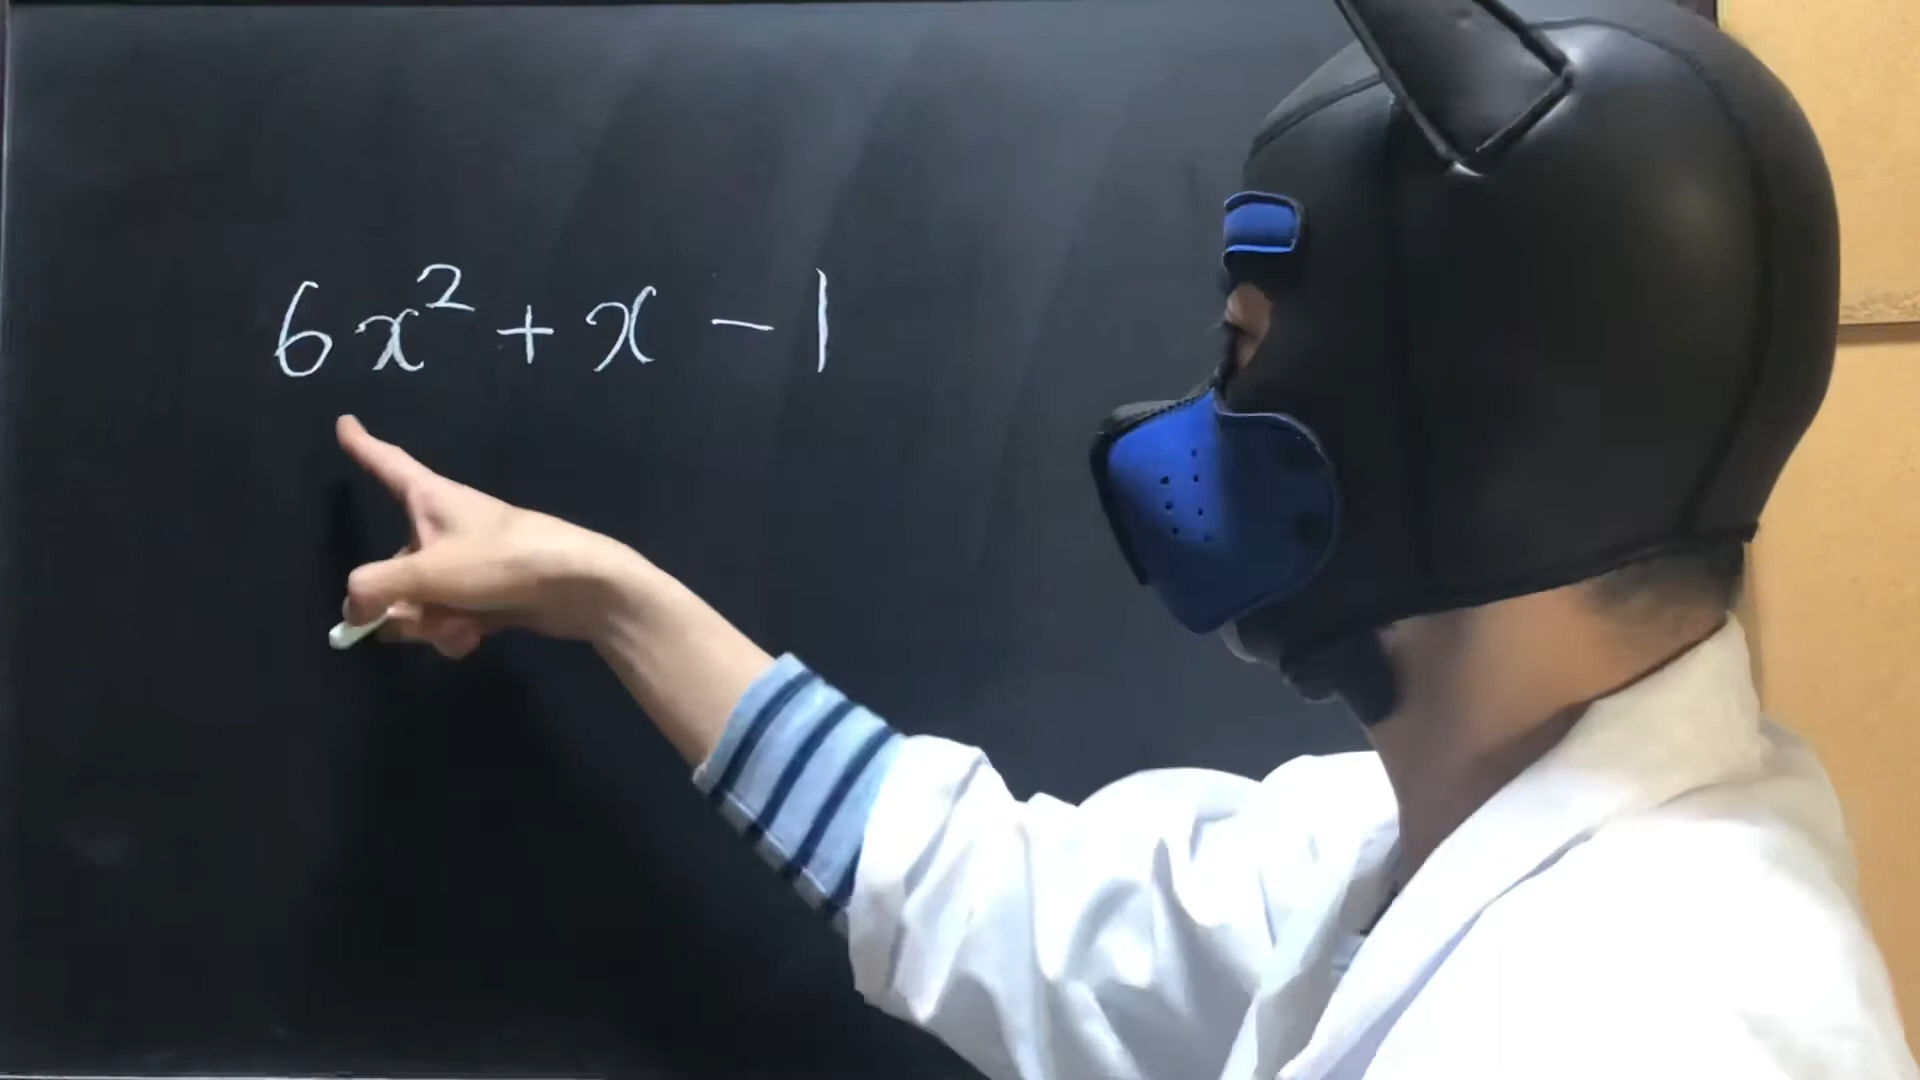 6x² + x - 1